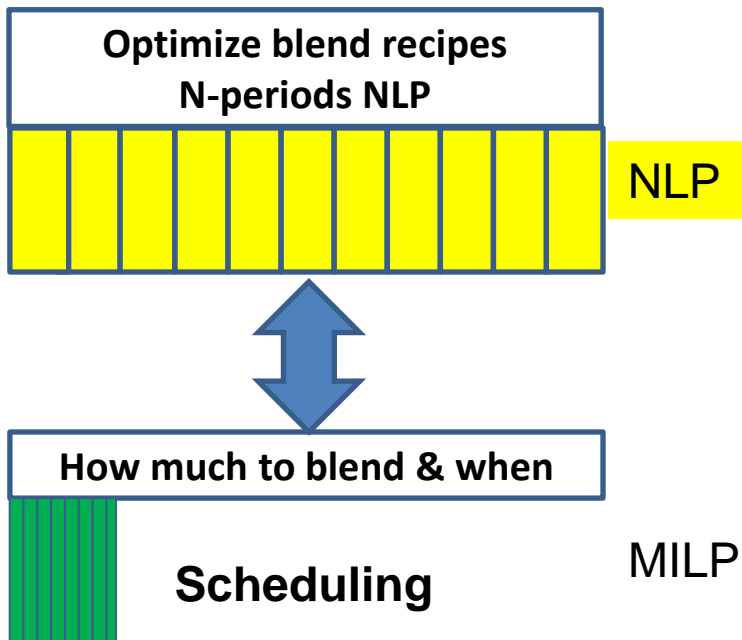 Optimize blend recipes
N-periods NLP
NLP
How much to blend & when
Scheduling
MILP